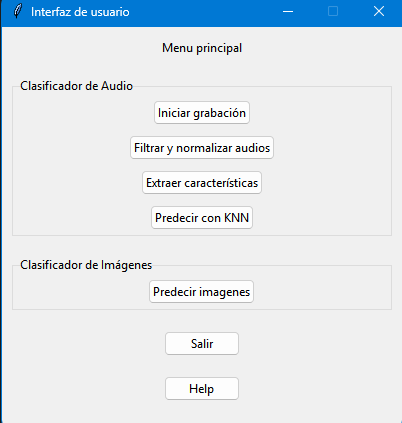 Interfaz de usuario
Menu principal
Clasificador de Audio
Iniciar grabación
Filtrar y normalizar audios
Extraer características
Predecir con KNN
Clasificador de Imágenes
Predecir imagenes
Salir
Help